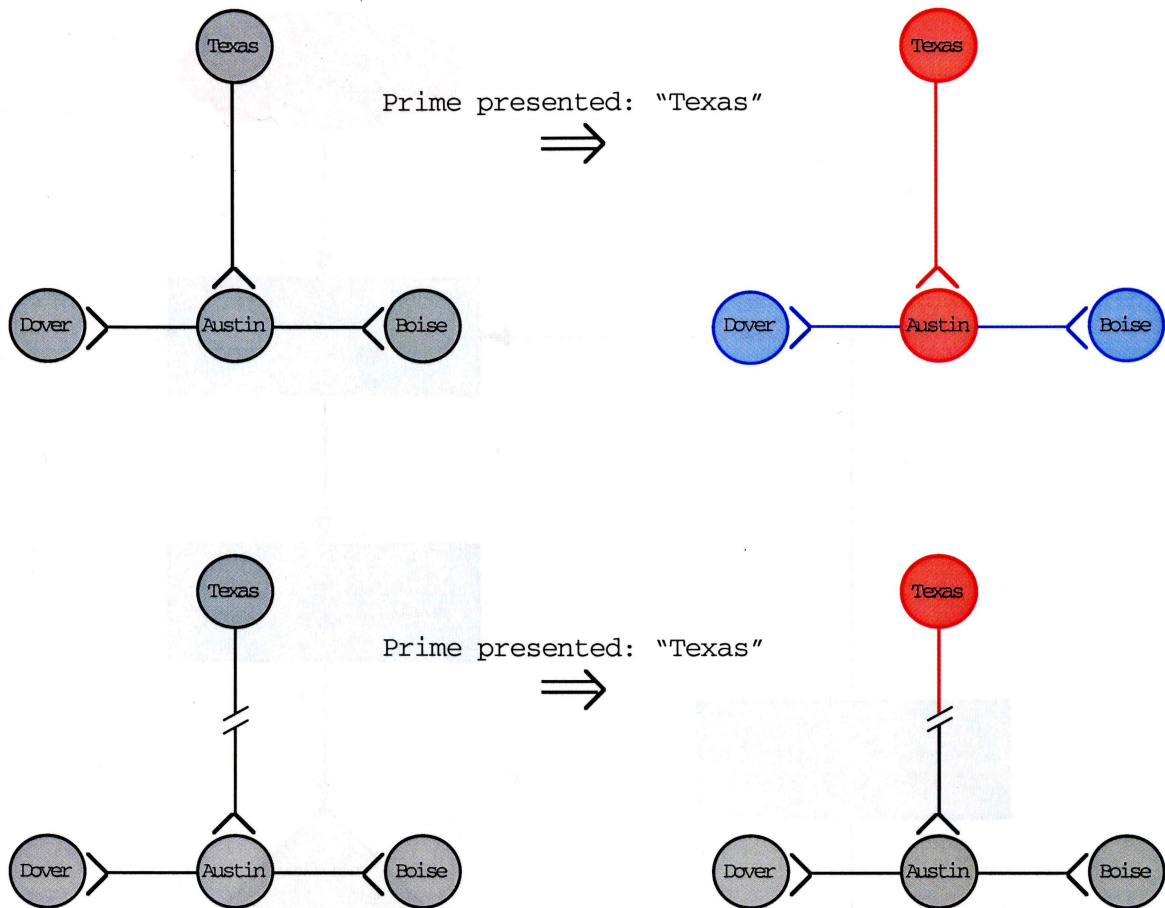 Texas
Texas
Prime presented: “Texas”
Dover
Austin
Boise
Dover
Austin
Boise
Texas
Texas
Prime presented: “Texas”
Dover
Austin
Boise
Dover
Austin
Boise